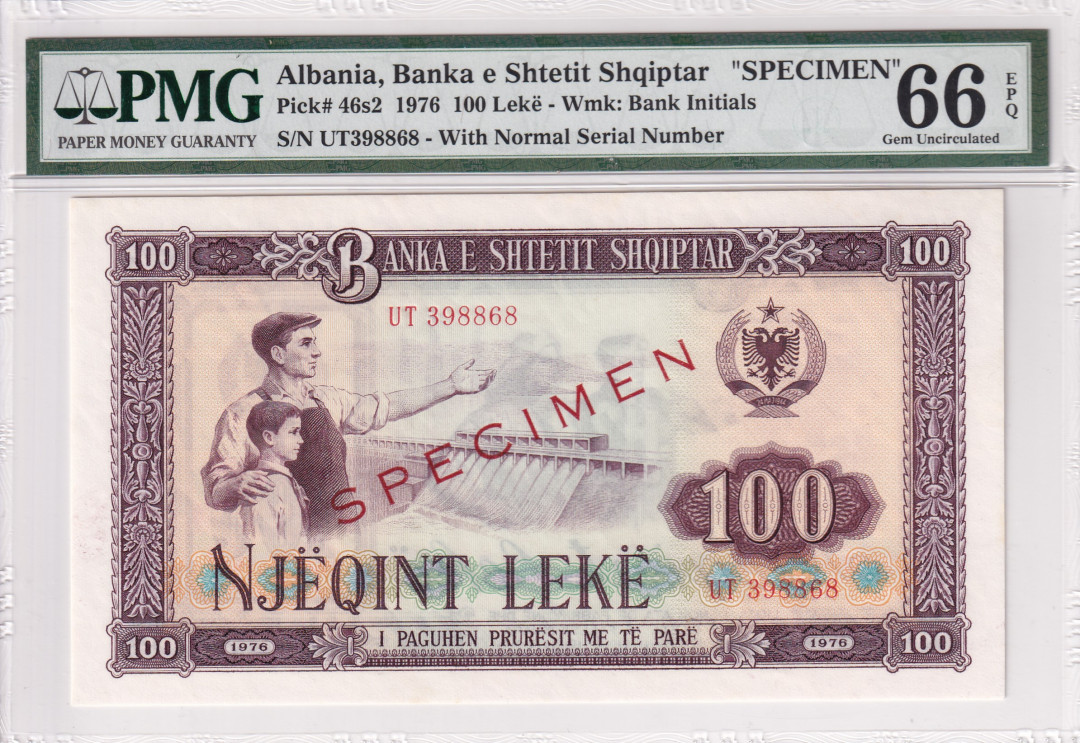 PMG
PAPER MONEY GUARANTY
Albania, Banka e Shtetit Shqiptar "SPECIMEN"
Pick# 46s2 1976 100 Lekë - Wmk: Bank Initials
S/N UT398868 - With Normal Serial Number
66 EPQ
Gem Uncirculated
100 BANKA E SHTETIT SHQIPTAR 100
UT 398868
SPECIMEN
100
NJËQINT LEKË
UT 398868
I PAGUHEN PRURËSIT ME TË PARË
100 1976 1976 100